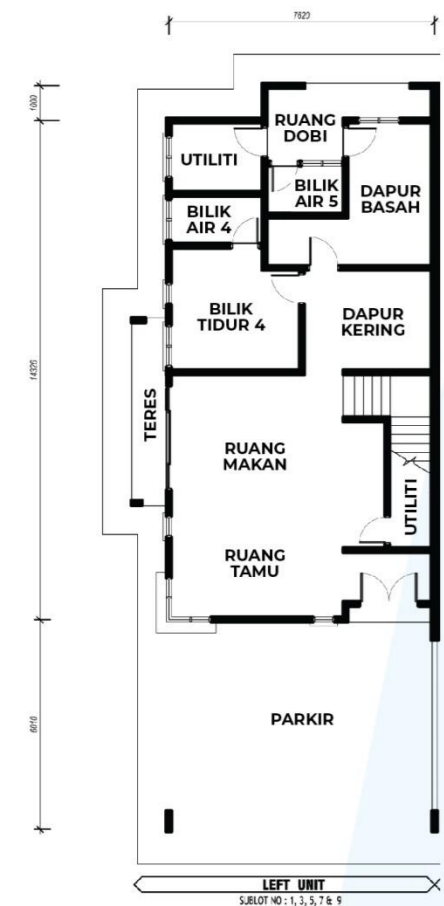 7620
1000
RUANG
DOBI
UTILITI
BILIK
AIR 5
DAPUR
BASAH
BILIK
AIR 4
BILIK
TIDUR 4
DAPUR
KERING
14326
TERES
RUANG
MAKAN
UTILITI
RUANG
TAMU
6010
PARKIR
LEFT UNIT
SUBLOT NO : 1, 3, 5, 7 & 9